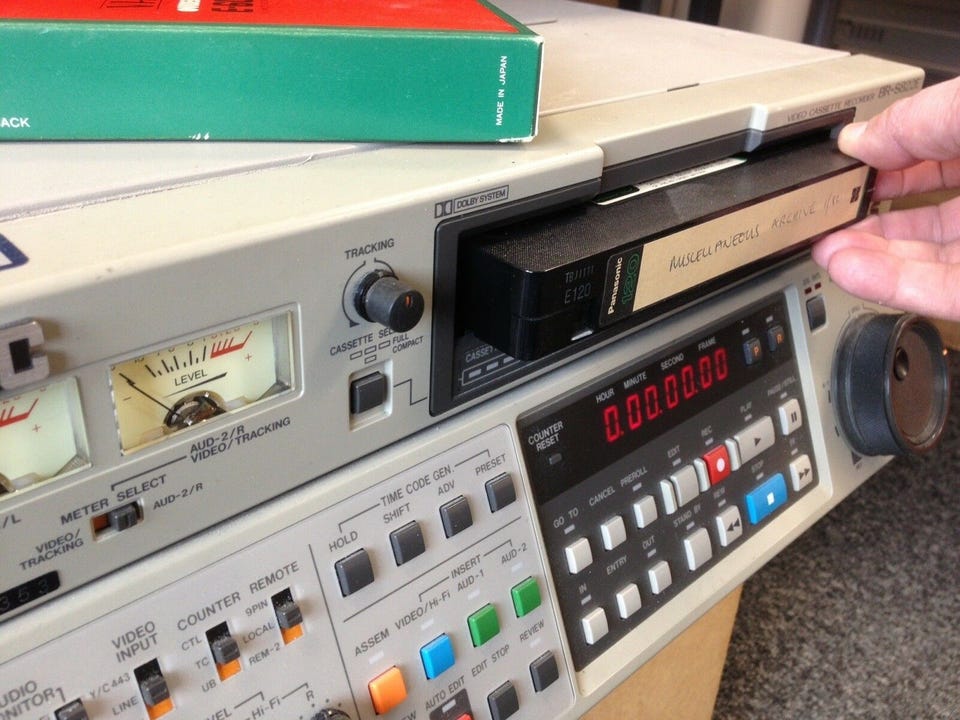 MADE IN JAPAN
ACK
VIDEO CASSETTE RECORDER
DOLBY SYSTEM
TRACKING
TBJ1111
E120
Panasonic
120
MISCELLANEOUS ARCHIVE
CASSETTE
FULL
COMPACT
LEVEL
AUD-2/R
VIDEO/TRACKING
METER SELECT
AUD-2/R
/L
VIDEO/
TRACKING
353
HOUR MINUTE SECOND FRAME
0.00.00.00
COUNTER
RESET
GO TO
CANCEL
PREROLL
EDIT
REC
PLAY
PAUSE/STILL
IN
ENTRY
OUT
STAND BY
REW
STOP
FF
TIME CODE GEN.
HOLD
SHIFT
ADV
PRESET
COUNTER
CTL
TC
UB
REMOTE
9PIN
LOCAL
REM-2
VIDEO
INPUT
Y/C443
LINE
ASSEM
INSERT
VIDEO/Hi-Fi
AUD-1
AUD-2
AUTO EDIT
EDIT STOP
REVIEW
Hi-Fi
R